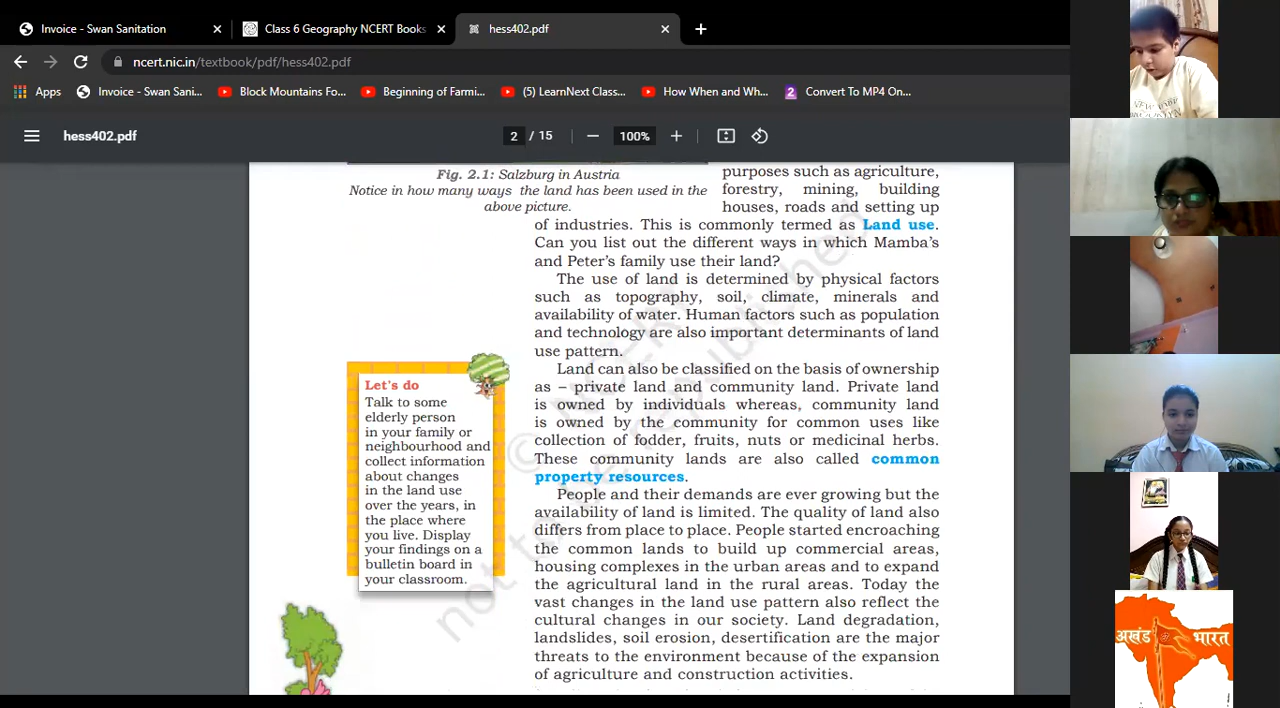 Invoice - Swan Sanitation
Class 6 Geography NCERT Books
hess402.pdf
ncert.nic.in/textbook/pdf/hess402.pdf
Apps
Invoice - Swan Sani...
Block Mountains Fo...
Beginning of Farmi...
(5) LearnNext Class...
How When and Wh...
2
Convert To MP4 On...
hess402.pdf
2 / 15
100%
Fig. 2.1: Salzburg in Austria
Notice in how many ways the land has been used in the
above picture.
purposes such as agriculture,
forestry, mining, building
houses, roads and setting up
of industries. This is commonly termed as Land use.
Can you list out the different ways in which Mamba's
and Peter's family use their land?
The use of land is determined by physical factors
such as topography, soil, climate, minerals and
availability of water. Human factors such as population
and technology are also important determinants of land
use pattern.
Land can also be classified on the basis of ownership
as – private land and community land. Private land
is owned by individuals whereas, community land
is owned by the community for common uses like
collection of fodder, fruits, nuts or medicinal herbs.
These community lands are also called common
property resources.
People and their demands are ever growing but the
availability of land is limited. The quality of land also
differs from place to place. People started encroaching
the common lands to build up commercial areas,
housing complexes in the urban areas and to expand
the agricultural land in the rural areas. Today the
vast changes in the land use pattern also reflect the
cultural changes in our society. Land degradation,
landslides, soil erosion, desertification are the major
threats to the environment because of the expansion
of agriculture and construction activities.
Let's do
Talk to some
elderly person
in your family or
neighbourhood and
collect information
about changes
in the land use
over the years, in
the place where
you live. Display
your findings on a
bulletin board in
your classroom.
© NCERT
not to be republished
अखंड भारत